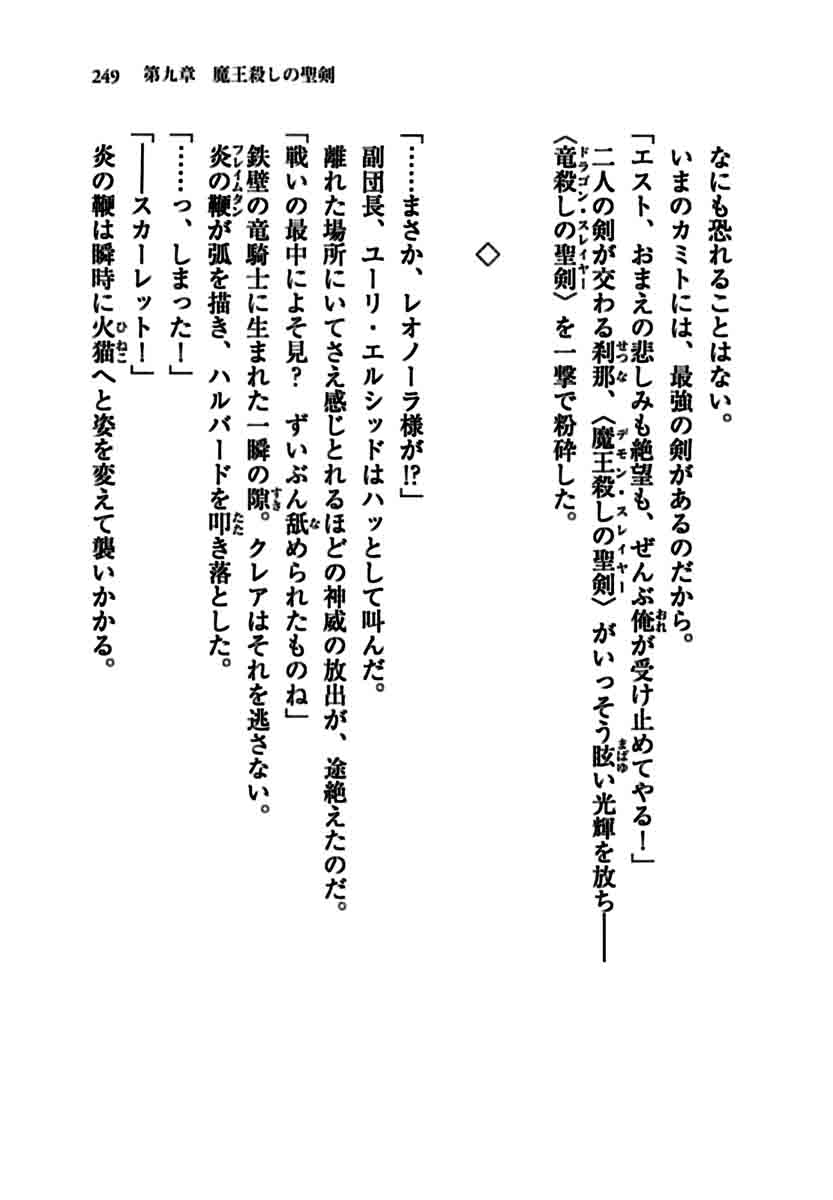 249 第九章 魔王殺しの聖剣
なにも恐れることはない。
いまのカミトには、最強の剣があるのだから。
「エスト、おまえの悲しみも絶望も、ぜんぶ俺が受け止めてやる！」
二人の剣が交わる刹那、〈魔王殺しの聖剣〉がいっそう眩い光輝を放ち――
〈竜殺しの聖剣〉を一撃で粉砕した。
◇
「……まさか、レオノーラ様が!?」
副団長、ユーリ・エルシッドはハッとして叫んだ。
離れた場所にいてさえ感じとれるほどの神威の放出が、途絶えたのだ。
「戦いの最中によそ見？　ずいぶん舐められたものね」
鉄壁の竜騎士に生まれた一瞬の隙。クレアはそれを逃さない。
炎の鞭が弧を描き、ハルバードを叩き落とした。
「……っ、しまった！」
「――スカーレット！」
炎の鞭は瞬時に火猫へと姿を変えて襲いかかる。